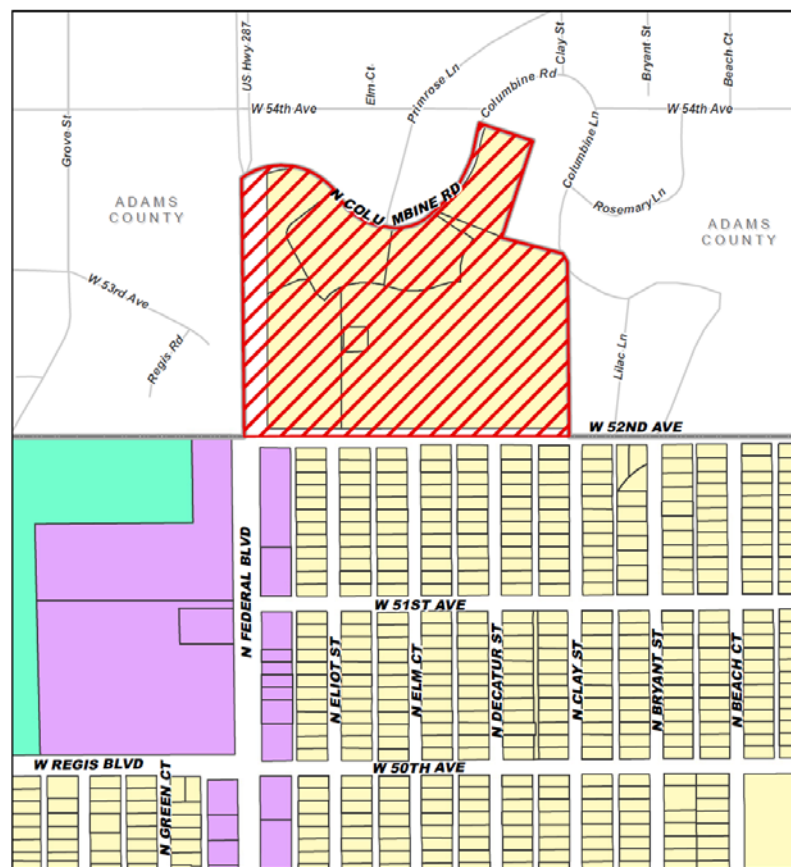 US Hwy 287
Clay St
Bryant St
Beach Ct
Elm Ct
Primrose Ln
Columbine Rd
W 54th Ave
W 54th Ave
Grove St
Columbine Ln
ADAMS
COUNTY
N COLU MBINE RD
Rosemary Ln
ADAMS
COUNTY
W 53rd Ave
Regis Rd
Lilac Ln
W 52ND AVE
N FEDERAL BLVD
W 51ST AVE
N ELIOT ST
N ELM CT
N DECATUR ST
N CLAY ST
N BRYANT ST
N BEACH CT
W REGIS BLVD
W 50TH AVE
N GREEN CT